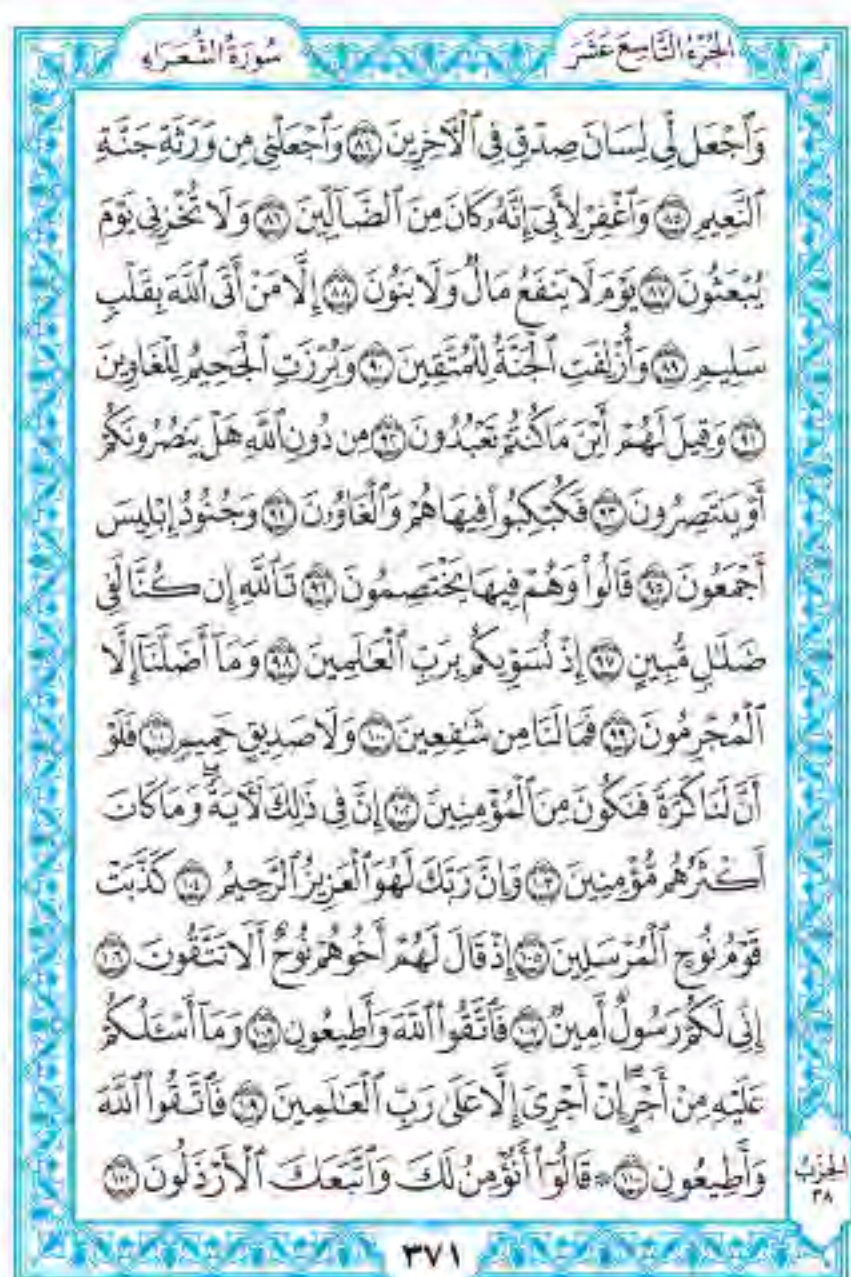 الجُزْءُ التَّاسِعَ عَشَرَ
سُورَةُ الشُّعَرَاءِ
وَٱجْعَل لِّى لِسَانَ صِدْقٍ فِى ٱلْأٓخِرِينَ ٨٤ وَٱجْعَلْنِى مِن وَرَثَةِ جَنَّةِ
ٱلنَّعِيمِ ٨٥ وَٱغْفِرْ لِأَبِىٓ إِنَّهُۥ كَانَ مِنَ ٱلضَّآلِّينَ ٨٦ وَلَا تُخْزِنِى يَوْمَ
يُبْعَثُونَ ٨٧ يَوْمَ لَا يَنفَعُ مَالٌ وَلَا بَنُونَ ٨٨ إِلَّا مَنْ أَتَى ٱللَّهَ بِقَلْبٍ
سَلِيمٍ ٨٩ وَأُزْلِفَتِ ٱلْجَنَّةُ لِلْمُتَّقِينَ ٩٠ وَبُرِّزَتِ ٱلْجَحِيمُ لِلْغَاوِينَ
٩١ وَقِيلَ لَهُمْ أَيْنَ مَا كُنتُمْ تَعْبُدُونَ ٩٢ مِن دُونِ ٱللَّهِ هَلْ يَنصُرُونَكُمْ
أَوْ يَنتَصِرُونَ ٩٣ فَكُبْكِبُوا۟ فِيهَا هُمْ وَٱلْغَاوُۥنَ ٩٤ وَجُنُودُ إِبْلِيسَ
أَجْمَعُونَ ٩٥ قَالُوا۟ وَهُمْ فِيهَا يَخْتَصِمُونَ ٩٦ تَٱللَّهِ إِن كُنَّا لَفِى
ضَلَٰلٍ مُّبِينٍ ٩٧ إِذْ نُسَوِّيكُم بِرَبِّ ٱلْعَٰلَمِينَ ٩٨ وَمَآ أَضَلَّنَآ إِلَّا
ٱلْمُجْرِمُونَ ٩٩ فَمَا لَنَا مِن شَٰفِعِينَ ١٠٠ وَلَا صَدِيقٍ حَمِيمٍ ١٠١ فَلَوْ
أَنَّ لَنَا كَرَّةً فَنَكُونَ مِنَ ٱلْمُؤْمِنِينَ ١٠٢ إِنَّ فِى ذَٰلِكَ لَأٓيَةً ۖ وَمَا كَانَ
أَكْثَرُهُم مُّؤْمِنِينَ ١٠٣ وَإِنَّ رَبَّكَ لَهُوَ ٱلْعَزِيزُ ٱلرَّحِيمُ ١٠٤ كَذَّبَتْ
قَوْمُ نُوحٍ ٱلْمُرْسَلِينَ ١٠٥ إِذْ قَالَ لَهُمْ أَخُوهُمْ نُوحٌ أَلَا تَتَّقُونَ ١٠٦
إِنِّى لَكُمْ رَسُولٌ أَمِينٌ ١٠٧ فَٱتَّقُوا۟ ٱللَّهَ وَأَطِيعُونِ ١٠٨ وَمَآ أَسْـَٔلُكُمْ
عَلَيْهِ مِنْ أَجْرٍ ۖ إِنْ أَجْرِىَ إِلَّا عَلَىٰ رَبِّ ٱلْعَٰلَمِينَ ١٠٩ فَٱتَّقُوا۟ ٱللَّهَ
وَأَطِيعُونِ ١١٠ ۞ قَالُوٓا۟ أَنُؤْمِنُ لَكَ وَٱتَّبَعَكَ ٱلْأَرْذَلُونَ ١١١
الحِزْبُ
٣٨
٣٧١